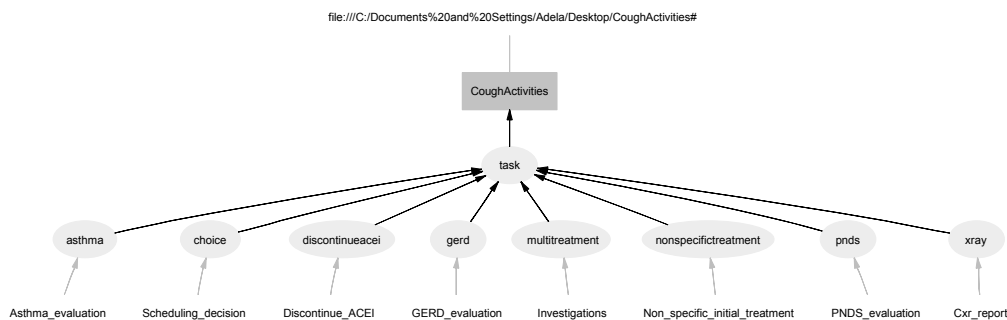 file:///C:/Documents%20and%20Settings/Adela/Desktop/CoughActivities#
CoughActivities
task
asthma choice discontinueacei gerd multitreatment nonspecifictreatment pnds xray
Asthma_evaluation Scheduling_decision Discontinue_ACEI GERD_evaluation Investigations Non_specific_initial_treatment PNDS_evaluation Cxr_report